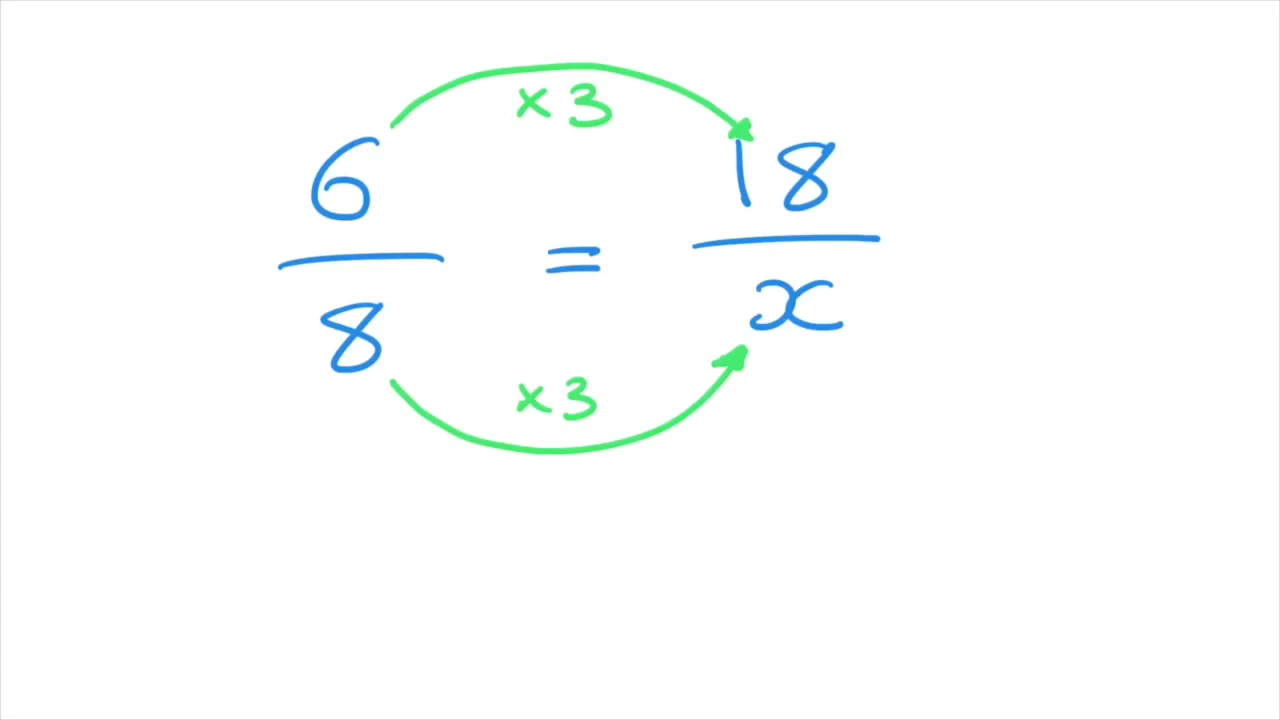 ×3
6/8 = 18/x
×3